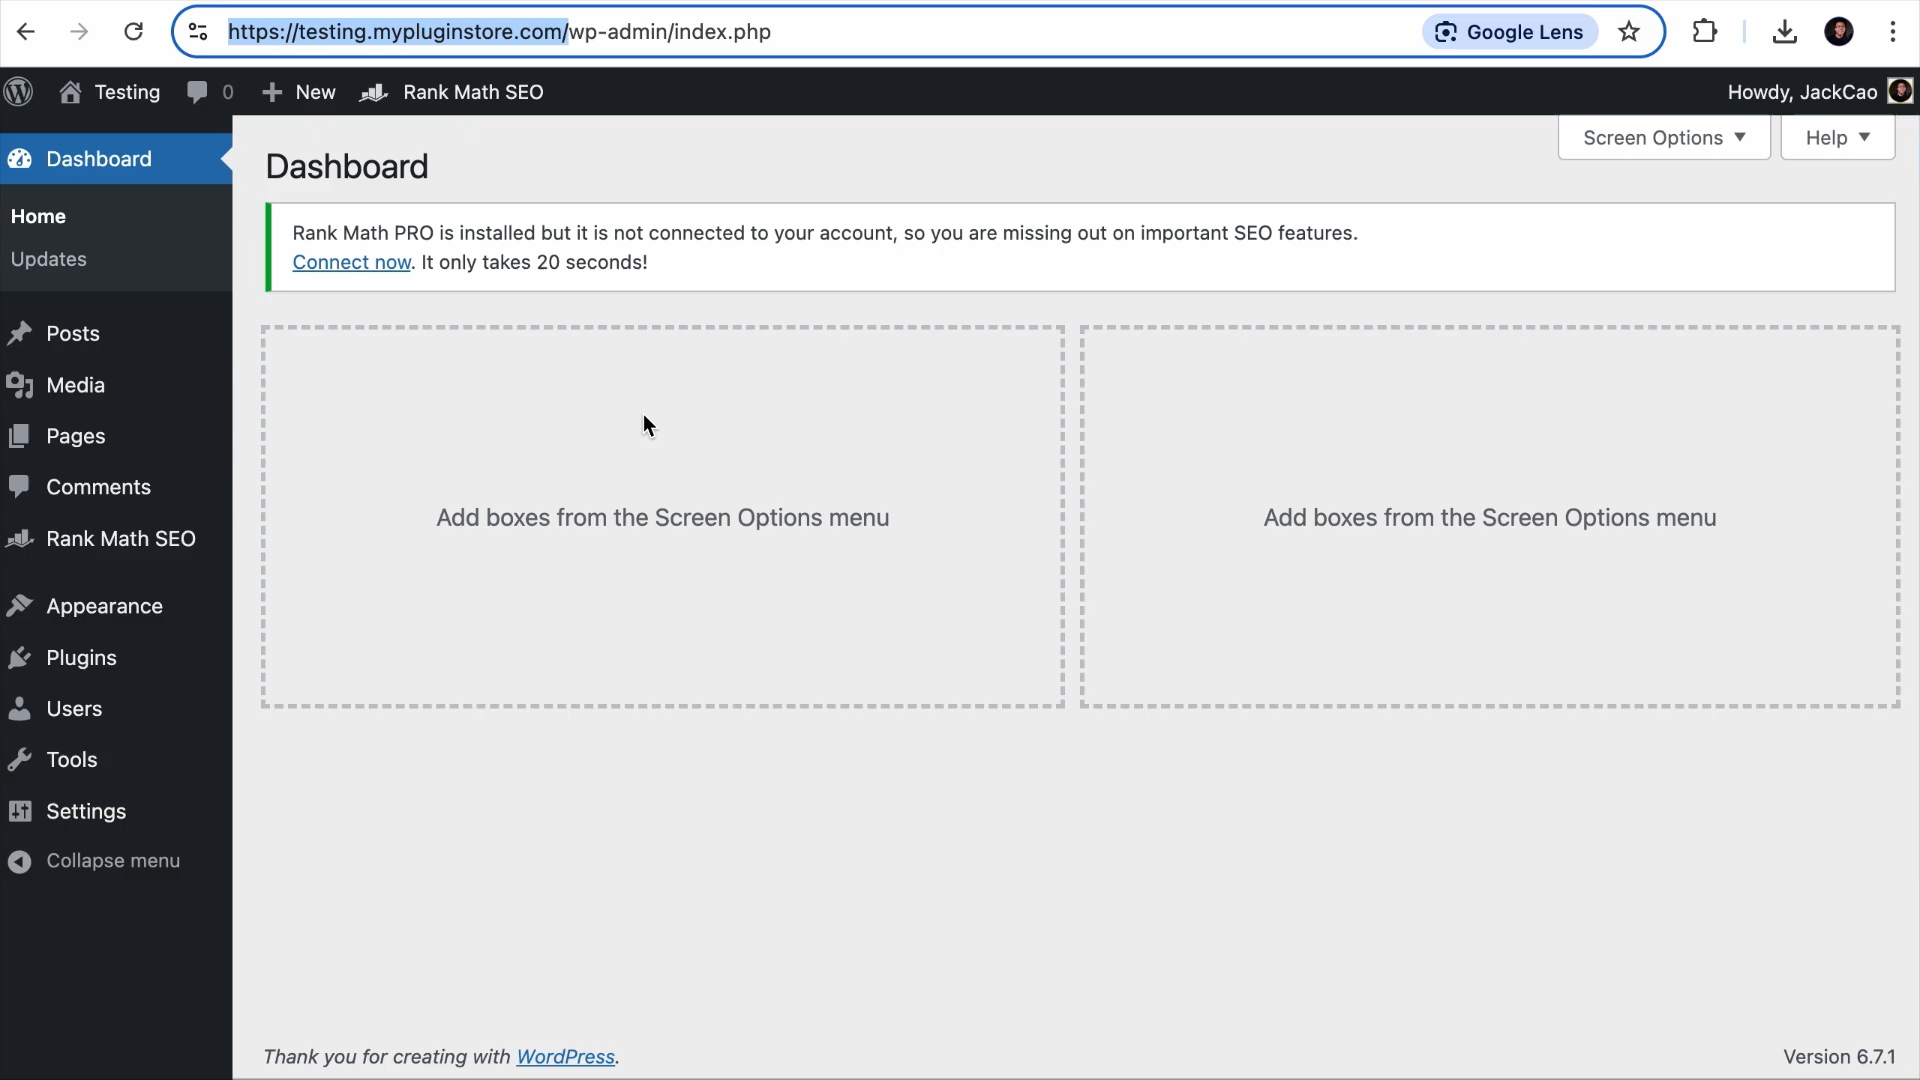 https://testing.mypluginstore.com/wp-admin/index.php
Google Lens
Testing
0
New
Rank Math SEO
Howdy, JackCao
Screen Options
Help
Dashboard
Home
Updates
Posts
Media
Pages
Comments
Rank Math SEO
Appearance
Plugins
Users
Tools
Settings
Collapse menu
Dashboard
Rank Math PRO is installed but it is not connected to your account, so you are missing out on important SEO features.
Connect now. It only takes 20 seconds!
Add boxes from the Screen Options menu
Add boxes from the Screen Options menu
Thank you for creating with WordPress.
Version 6.7.1